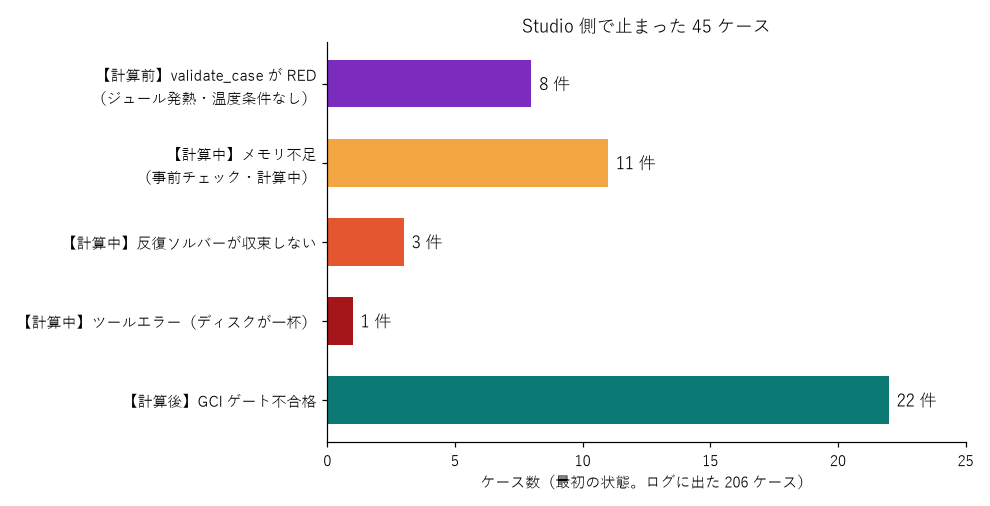 Studio 側で止まった 45 ケース
【計算前】validate_case が RED
（ジュール発熱・温度条件なし）
8 件
【計算中】メモリ不足
（事前チェック・計算中）
11 件
【計算中】反復ソルバーが収束しない
3 件
【計算中】ツールエラー（ディスクが一杯）
1 件
【計算後】GCI ゲート不合格
22 件
0 5 10 15 20 25
ケース数（最初の状態。ログに出た 206 ケース）